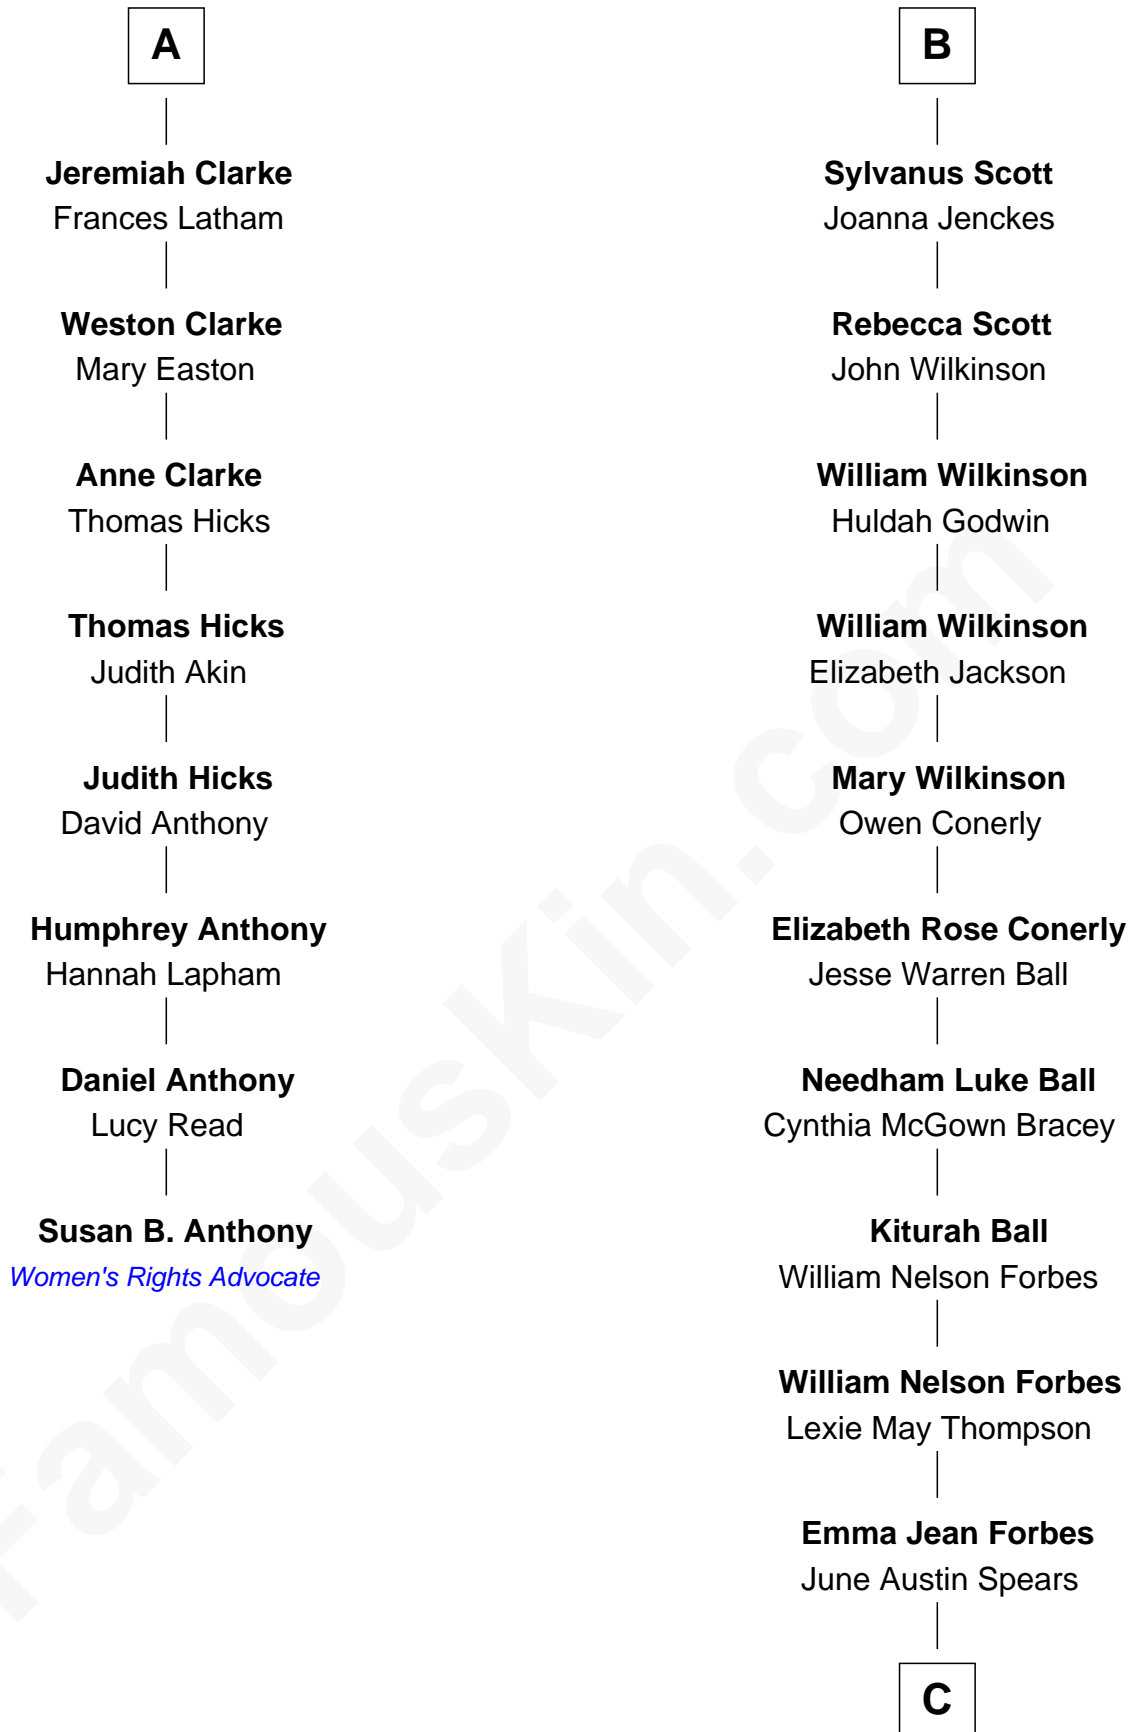 A
Jeremiah Clarke
Frances Latham
Weston Clarke
Mary Easton
Anne Clarke
Thomas Hicks
Thomas Hicks
Judith Akin
Judith Hicks
David Anthony
Humphrey Anthony
Hannah Lapham
Daniel Anthony
Lucy Read
Susan B. Anthony
Women's Rights Advocate
B
Sylvanus Scott
Joanna Jenckes
Rebecca Scott
John Wilkinson
William Wilkinson
Huldah Godwin
William Wilkinson
Elizabeth Jackson
Mary Wilkinson
Owen Conerly
Elizabeth Rose Conerly
Jesse Warren Ball
Needham Luke Ball
Cynthia McGown Bracey
Kiturah Ball
William Nelson Forbes
William Nelson Forbes
Lexie May Thompson
Emma Jean Forbes
June Austin Spears
C
FamousKin.com